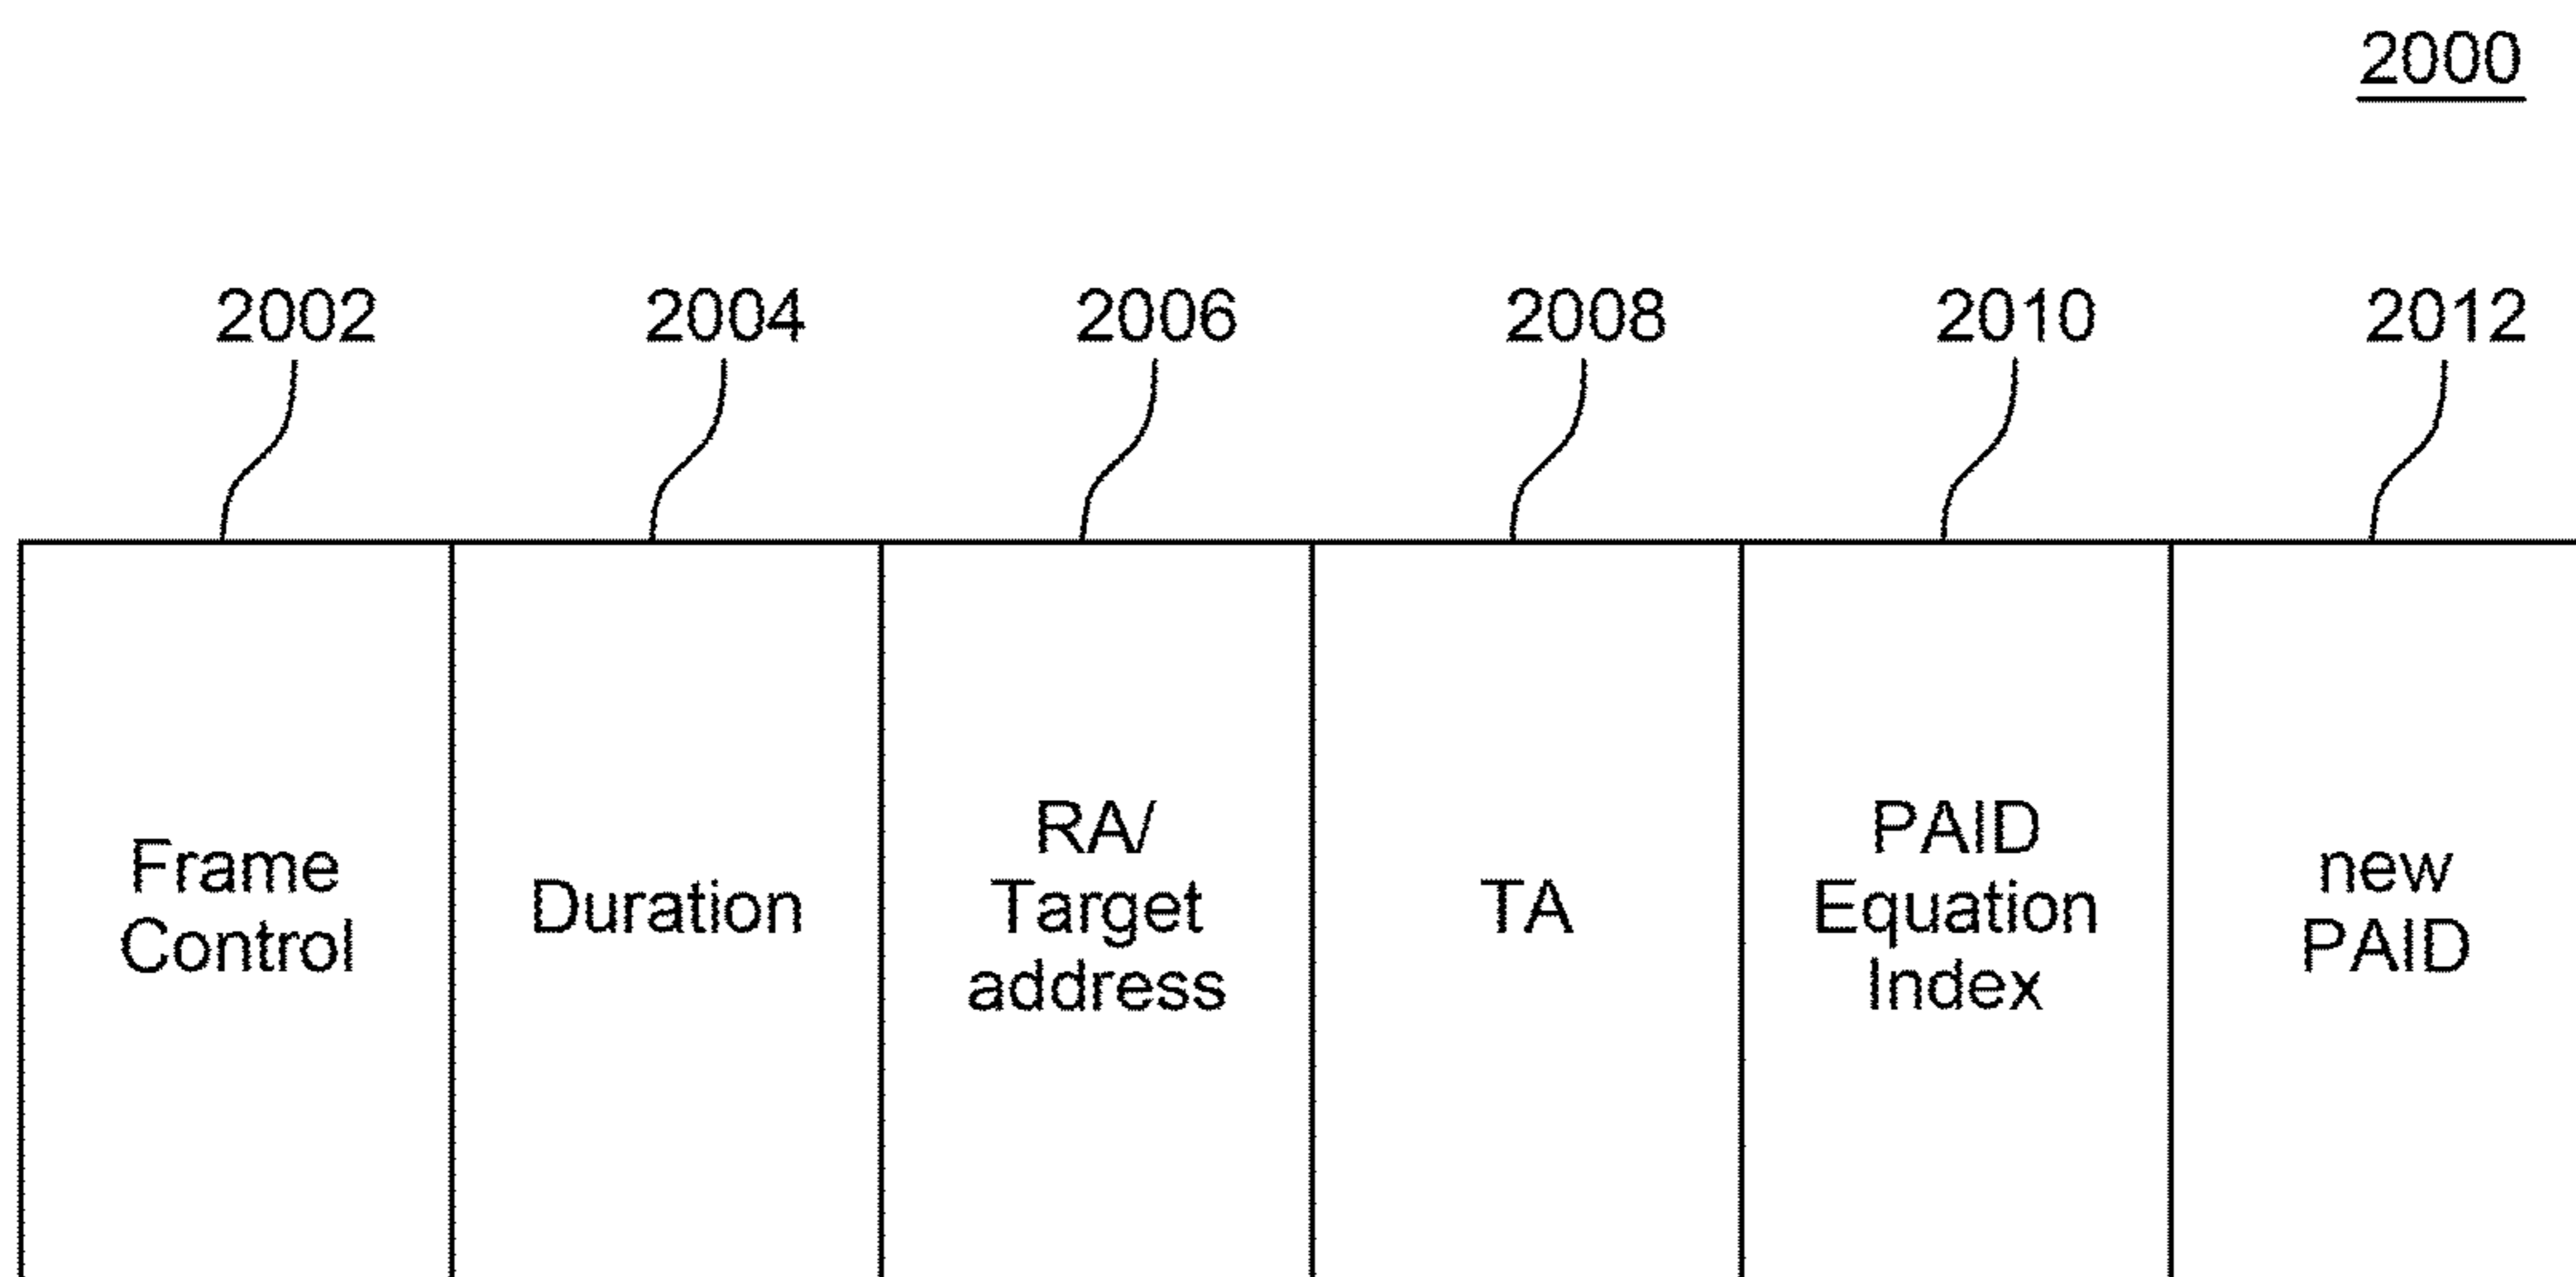 2000
2002 2004 2006 2008 2010 2012
Frame
Control
Duration
RA/
Target
address
TA
PAID
Equation
Index
new
PAID